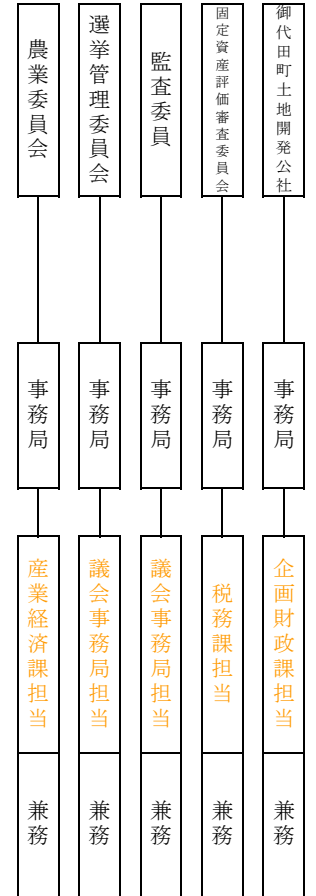 御代田町土地開発公社
事務局
企画財政課担当
兼務
固定資産評価審査委員会
事務局
税務課担当
兼務
監査委員
事務局
議会事務局担当
兼務
選挙管理委員会
事務局
議会事務局担当
兼務
農業委員会
事務局
産業経済課担当
兼務